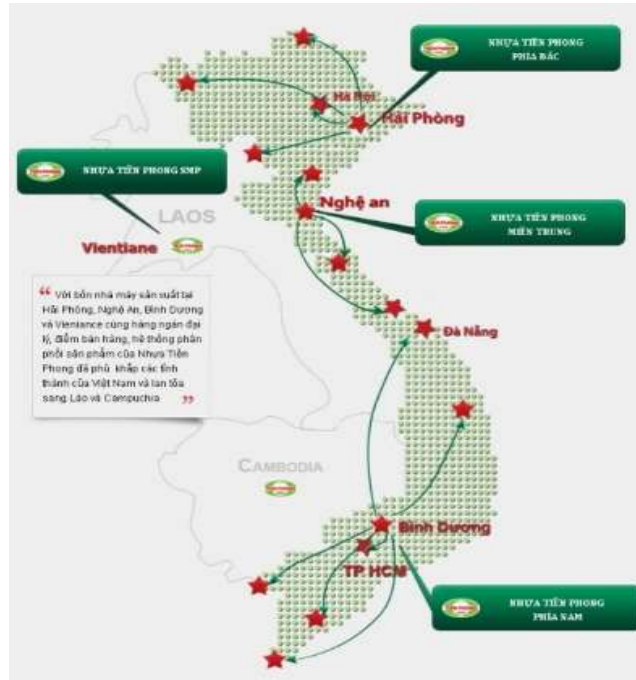 NHỰA TIỀN PHONG
PHÍA BẮC
Hà Nội
Hải Phòng
NHỰA TIỀN PHONG SMP
Nghệ an
LAOS
NHỰA TIỀN PHONG
MIỀN TRUNG
Vientiane
“ Với bốn nhà máy sản xuất tại
Hải Phòng, Nghệ An, Bình Dương
và Vieniance cùng hàng ngàn đại
lý, điểm bán hàng, hệ thống phân
phối sản phẩm của Nhựa Tiền
Phong đã phủ khắp các tỉnh
thành của Việt Nam và lan tỏa
sang Lào và Campuchia ”
Đà Nẵng
CAMBODIA
Bình Dương
TP HCM
NHỰA TIỀN PHONG
PHÍA NAM